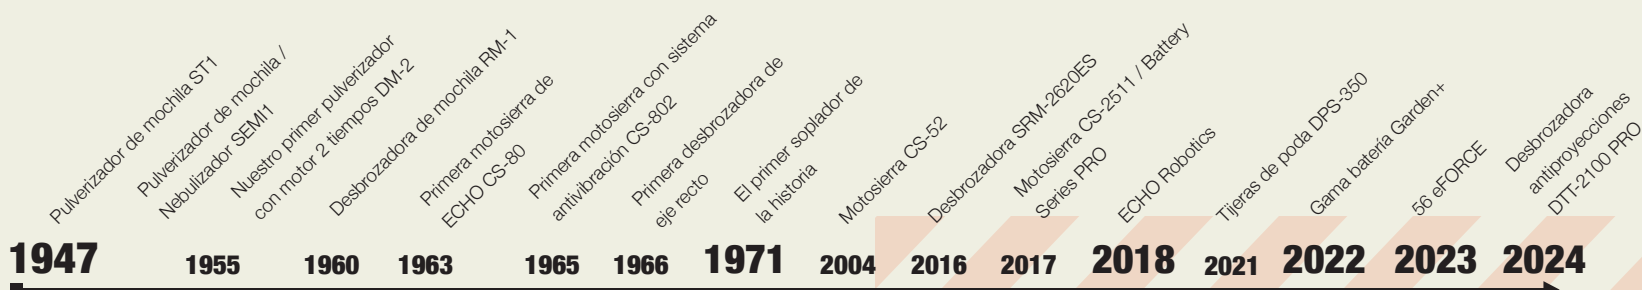 Pulverizador de mochila ST1
Pulverizador de mochila /
Nebulizador SEMI1
Nuestro primer pulverizador
con motor 2 tiempos DM-2
Desbrozadora de mochila RM-1
Primera motosierra de
ECHO CS-80
Primera motosierra con sistema
antivibración CS-802
Primera desbrozadora de
eje recto
El primer soplador de
la historia
Motosierra CS-52
Desbrozadora SRM-2620ES
Motosierra CS-2511 / Battery
Series PRO
ECHO Robotics
Tijeras de poda DPS-350
Gama batería Garden+
56 eFORCE
Desbrozadora
antiproyecciones
DTT-2100 PRO
1947 1955 1960 1963 1965 1966 1971 2004 2016 2017 2018 2021 2022 2023 2024